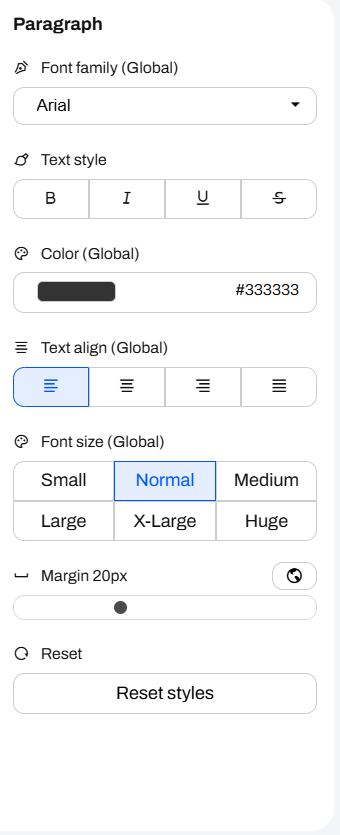 Paragraph
Font family (Global)
Arial
Text style
B I U S
Color (Global)
#333333
Text align (Global)
Font size (Global)
Small Normal Medium
Large X-Large Huge
Margin 20px
Reset
Reset styles